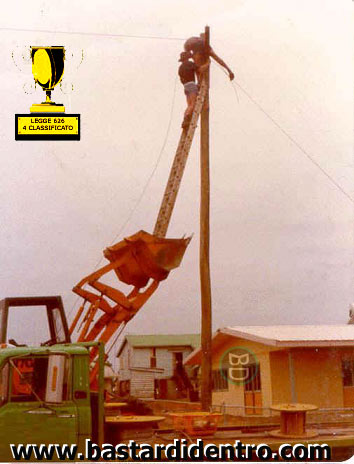 LEGGE 626
4 CLASSIFICATO
BD
www.bastardidentro.com